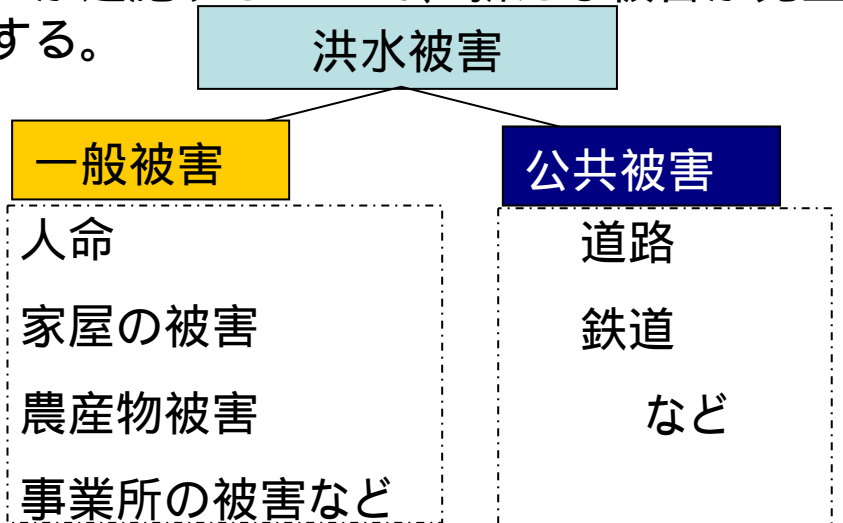 する。
洪水被害
一般被害
人命
家屋の被害
農産物被害
事業所の被害など
公共被害
道路
鉄道
など